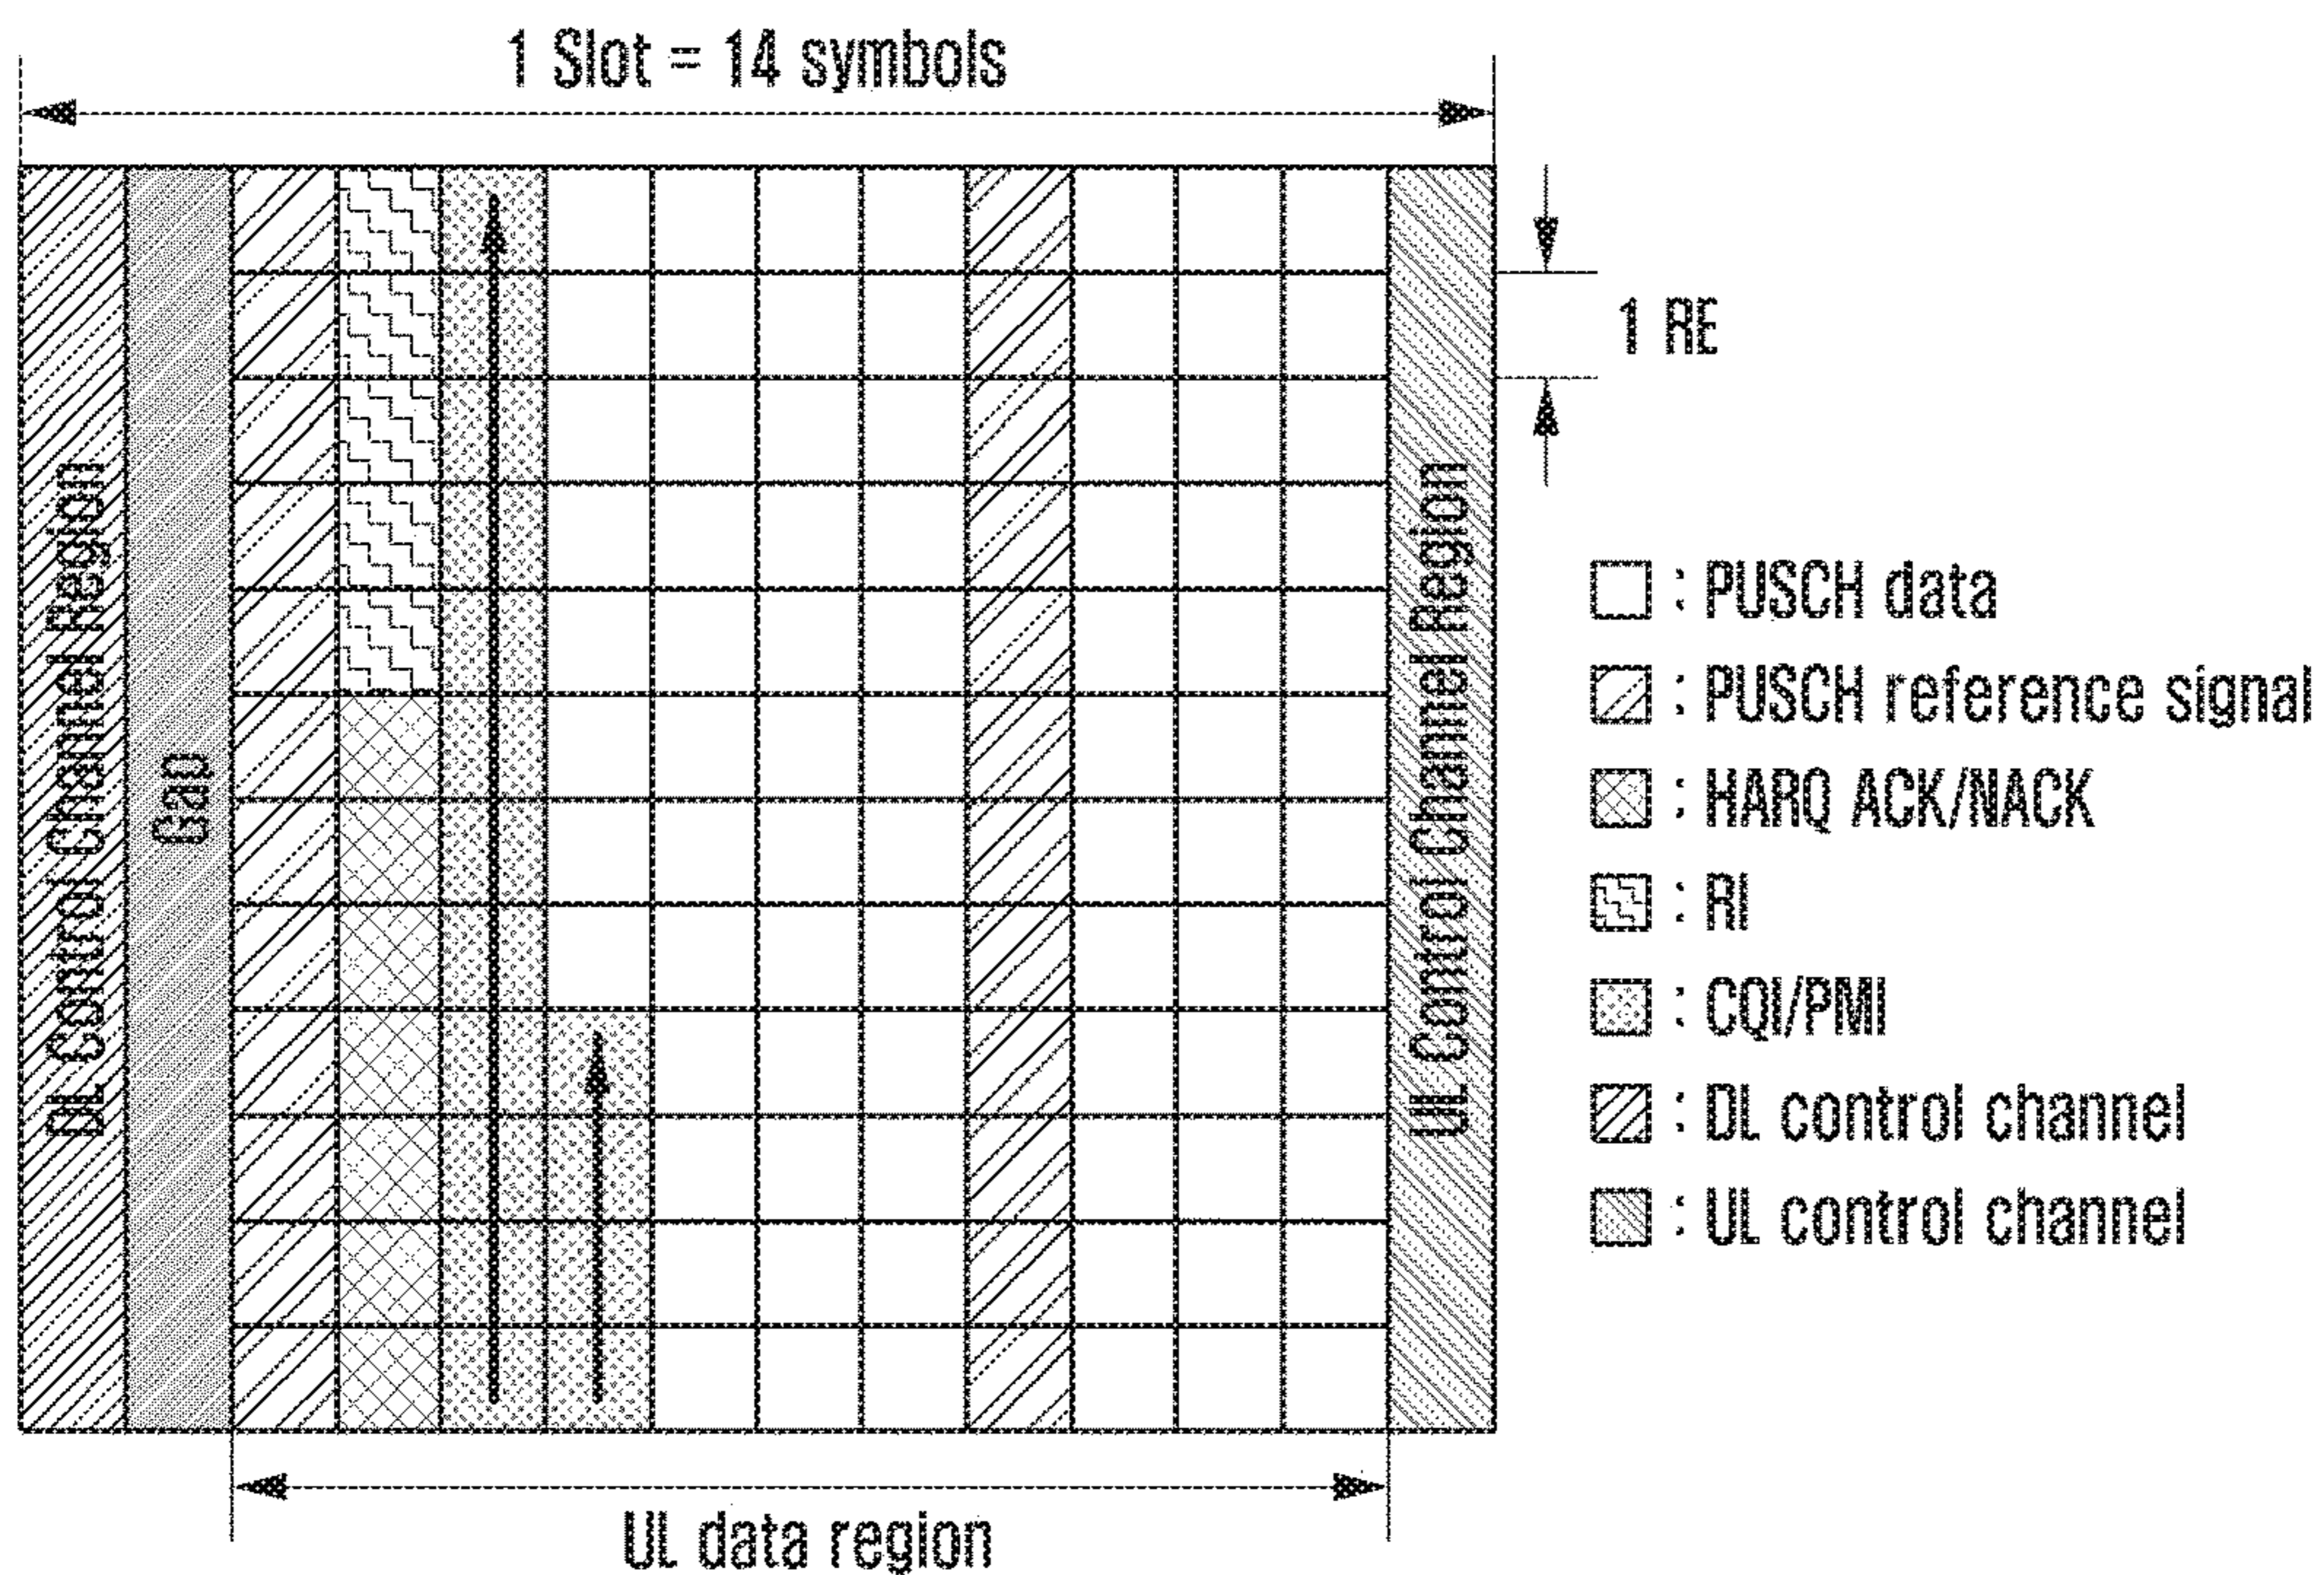 1 Slot = 14 symbols
DL Control Channel Region
Gap
UL Control Channel Region
1 RE
: PUSCH data
: PUSCH reference signal
: HARQ ACK/NACK
: RI
: CQI/PMI
: DL control channel
: UL control channel
UL data region